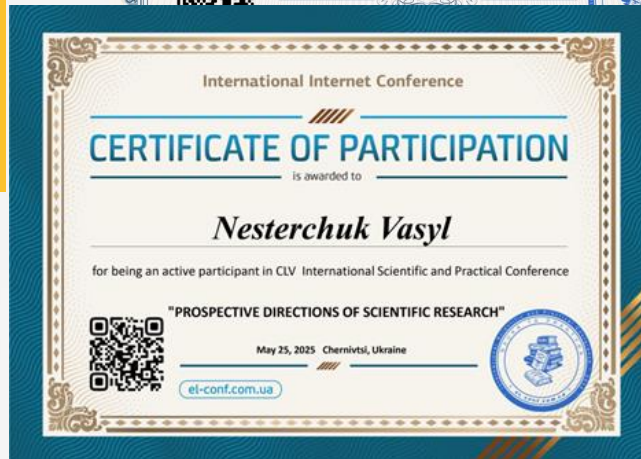 International Internet Conference
CERTIFICATE OF PARTICIPATION
is awarded to
Nesterchuk Vasyl
for being an active participant in CLV International Scientific and Practical Conference
"PROSPECTIVE DIRECTIONS OF SCIENTIFIC RESEARCH"
May 25, 2025 Chernivtsi, Ukraine
el-conf.com.ua